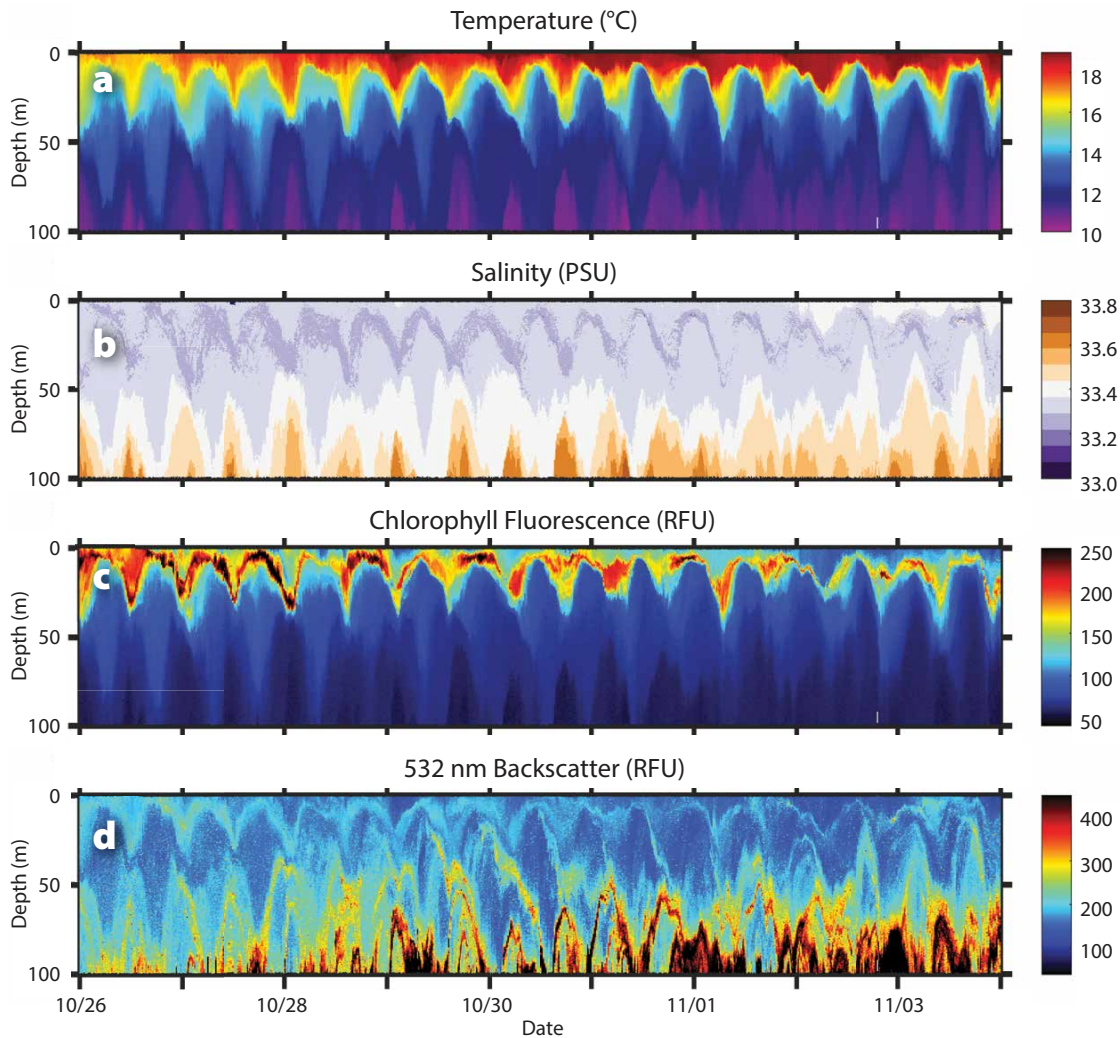 Temperature (°C)
a
Depth (m)
0
50
100
18
16
14
12
10
Salinity (PSU)
b
Depth (m)
0
50
100
33.8
33.6
33.4
33.2
33.0
Chlorophyll Fluorescence (RFU)
c
Depth (m)
0
50
100
250
200
150
100
50
532 nm Backscatter (RFU)
d
Depth (m)
0
50
100
400
300
200
100
10/26
10/28
10/30
11/01
11/03
Date